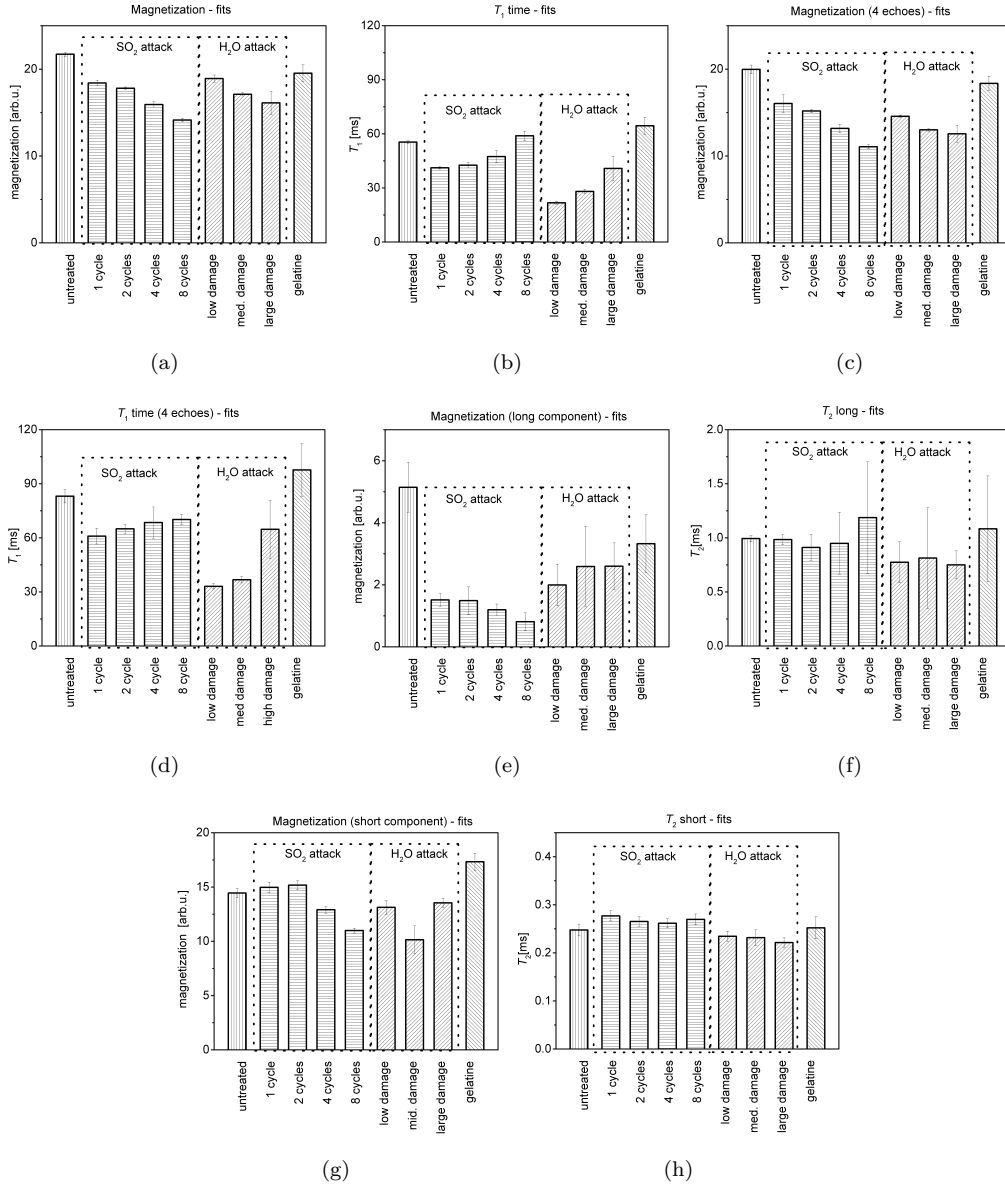 Magnetization - fits
SO2 attack
H2O attack
magnetization [arb.u.]
20
10
0
untreated
1 cycle
2 cycles
4 cycles
8 cycles
low damage
med. damage
large damage
gelatine
(a)
T1 time - fits
SO2 attack
H2O attack
T1 [ms]
120
90
60
30
0
untreated
1 cycle
2 cycles
4 cycles
8 cycles
low damage
med. damage
large damage
gelatine
(b)
Magnetization (4 echoes) - fits
SO2 attack
H2O attack
magnetization [arb.u.]
20
10
0
untreated
1 cycle
2 cycles
4 cycles
8 cycles
low damage
med. damage
large damage
gelatine
(c)
T1 time (4 echoes) - fits
SO2 attack
H2O attack
T1 [ms]
120
90
60
30
0
untreated
1 cycle
2 cycle
4 cycle
8 cycle
low damage
med damage
high damage
gelatine
(d)
Magnetization (long component) - fits
SO2 attack
H2O attack
magnetization [arb.u.]
6
4
2
0
untreated
1 cycle
2 cycles
4 cycles
8 cycles
low damage
med. damage
large damage
gelatine
(e)
T2 long - fits
SO2 attack
H2O attack
T2[ms]
2.0
1.5
1.0
0.5
0.0
untreated
1 cycle
2 cycle
4 cycle
8 cycle
low damage
med. damage
large damage
gelatine
(f)
Magnetization (short component) - fits
SO2 attack
H2O attack
magnetization [arb.u.]
20
15
10
5
0
untreated
1 cycle
2 cycles
4 cycles
8 cycles
low damage
mid. damage
large damage
gelatine
(g)
T2 short - fits
SO2 attack
H2O attack
T2[ms]
0.4
0.3
0.2
0.1
0.0
untreated
1 cycle
2 cycles
4 cycles
8 cycles
low damage
med. damage
large damage
gelatine
(h)